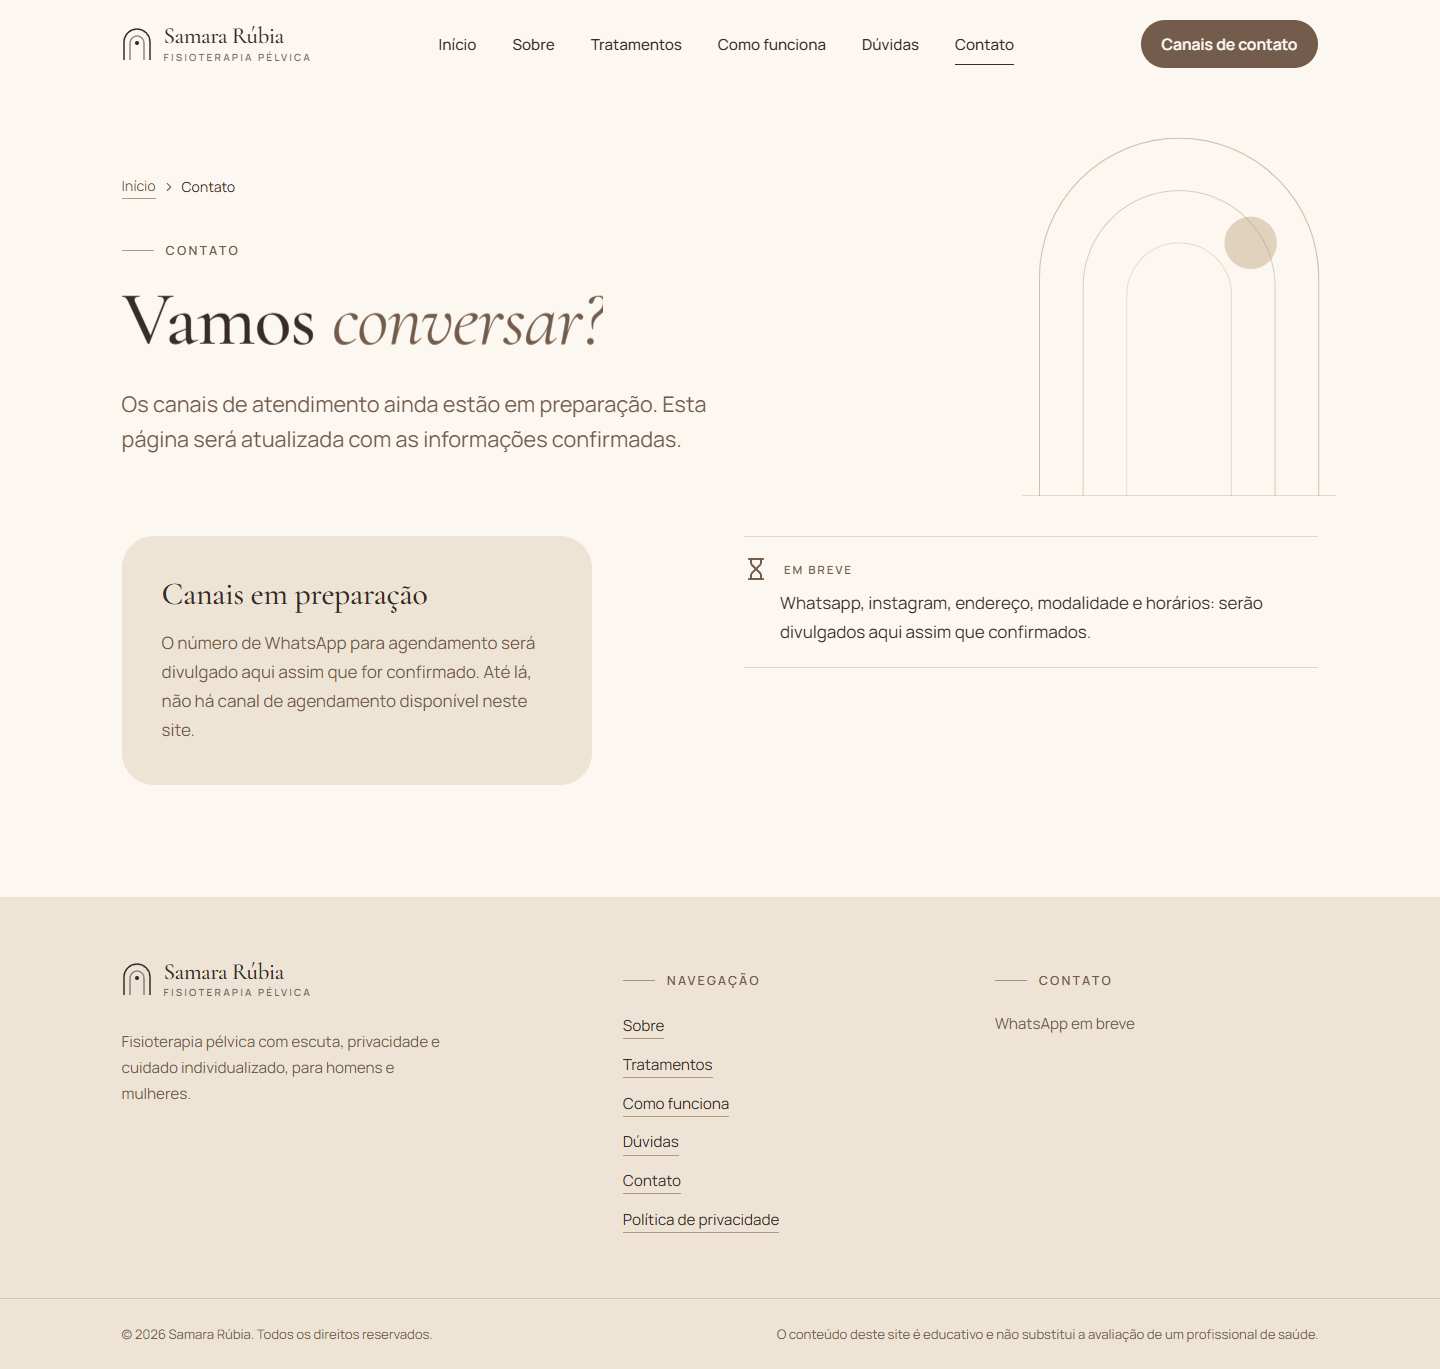 Samara Rúbia
FISIOTERAPIA PÉLVICA
Início
Sobre
Tratamentos
Como funciona
Dúvidas
Contato
Canais de contato
Início > Contato
CONTATO
Vamos conversar?
Os canais de atendimento ainda estão em preparação. Esta
página será atualizada com as informações confirmadas.
Canais em preparação
O número de WhatsApp para agendamento será
divulgado aqui assim que for confirmado. Até lá,
não há canal de agendamento disponível neste
site.
EM BREVE
Whatsapp, instagram, endereço, modalidade e horários: serão
divulgados aqui assim que confirmados.
Samara Rúbia
FISIOTERAPIA PÉLVICA
Fisioterapia pélvica com escuta, privacidade e
cuidado individualizado, para homens e
mulheres.
NAVEGAÇÃO
Sobre
Tratamentos
Como funciona
Dúvidas
Contato
Política de privacidade
CONTATO
WhatsApp em breve
© 2026 Samara Rúbia. Todos os direitos reservados.
O conteúdo deste site é educativo e não substitui a avaliação de um profissional de saúde.